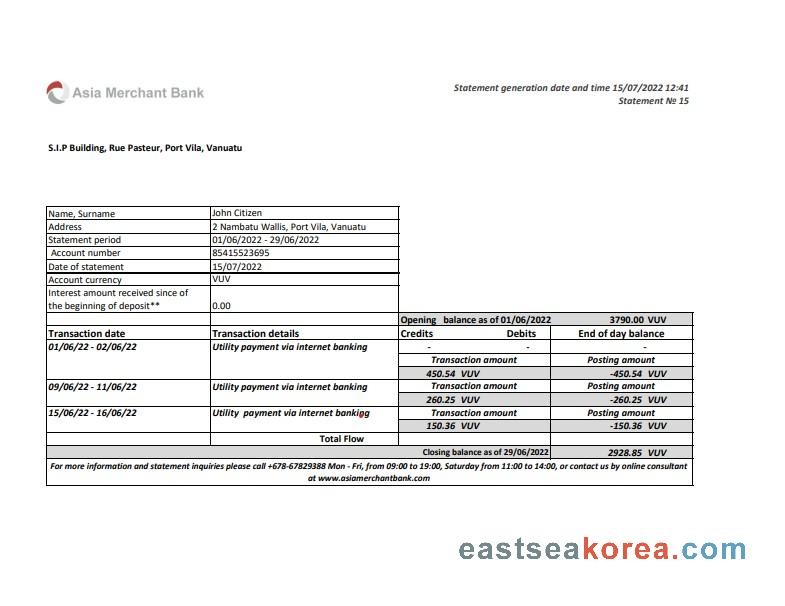 Asia Merchant Bank
Statement generation date and time 15/07/2022 12:41
Statement № 15
S.I.P Building, Rue Pasteur, Port Vila, Vanuatu
Name, Surname John Citizen
Address 2 Nambatu Wallis, Port Vila, Vanuatu
Statement period 01/06/2022 - 29/06/2022
Account number 85415523695
Date of statement 15/07/2022
Account currency VUV
Interest amount received since of
the beginning of deposit** 0.00
Opening balance as of 01/06/2022 3790.00 VUV
Transaction date Transaction details Credits Debits End of day balance
01/06/22 - 02/06/22 Utility payment via internet banking - - -
Transaction amount Posting amount
450.54 VUV -450.54 VUV
09/06/22 - 11/06/22 Utility payment via internet banking Transaction amount Posting amount
260.25 VUV -260.25 VUV
15/06/22 - 16/06/22 Utility payment via internet banking Transaction amount Posting amount
150.36 VUV -150.36 VUV
Total Flow
Closing balance as of 29/06/2022 2928.85 VUV
For more information and statement inquiries please call +678-67829388 Mon - Fri, from 09:00 to 19:00, Saturday from 11:00 to 14:00, or contact us by online consultant
at www.asiamerchantbank.com
eastseakorea.com